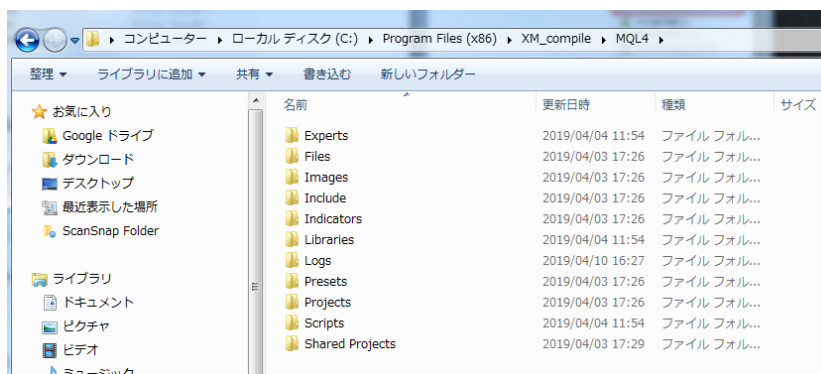 コンピューター ▸ ローカル ディスク (C:) ▸ Program Files (x86) ▸ XM_compile ▸ MQL4 ▸
整理 ▼ ライブラリに追加 ▼ 共有 ▼ 書き込む 新しいフォルダー
名前 更新日時 種類 サイズ
お気に入り
Google ドライブ
ダウンロード
デスクトップ
最近表示した場所
ScanSnap Folder
ライブラリ
ドキュメント
ピクチャ
ビデオ
ミュージック
Experts 2019/04/04 11:54 ファイル フォル...
Files 2019/04/03 17:26 ファイル フォル...
Images 2019/04/03 17:26 ファイル フォル...
Include 2019/04/03 17:26 ファイル フォル...
Indicators 2019/04/03 17:26 ファイル フォル...
Libraries 2019/04/04 11:54 ファイル フォル...
Logs 2019/04/10 16:27 ファイル フォル...
Presets 2019/04/03 17:26 ファイル フォル...
Projects 2019/04/03 17:26 ファイル フォル...
Scripts 2019/04/04 11:54 ファイル フォル...
Shared Projects 2019/04/03 17:29 ファイル フォル...